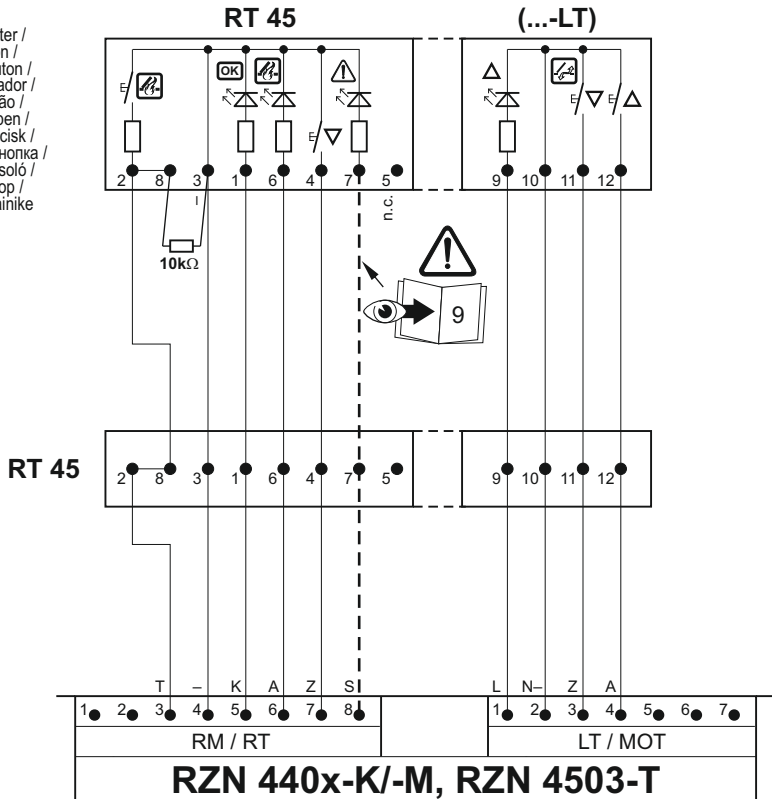 RT 45 (...-LT)
ter /
n /
ton /
ador /
ão /
pen /
cisk /
нопка /
soló /
op /
ainike
OK
E E E E
2 8 3 1 6 4 7 5
9 10 11 12
– n.c.
10kΩ
9
RT 45
2 8 3 1 6 4 7 5
9 10 11 12
T – K A Z S
L N– Z A
1 2 3 4 5 6 7 8
1 2 3 4 5 6 7
RM / RT
LT / MOT
RZN 440x-K/-M, RZN 4503-T